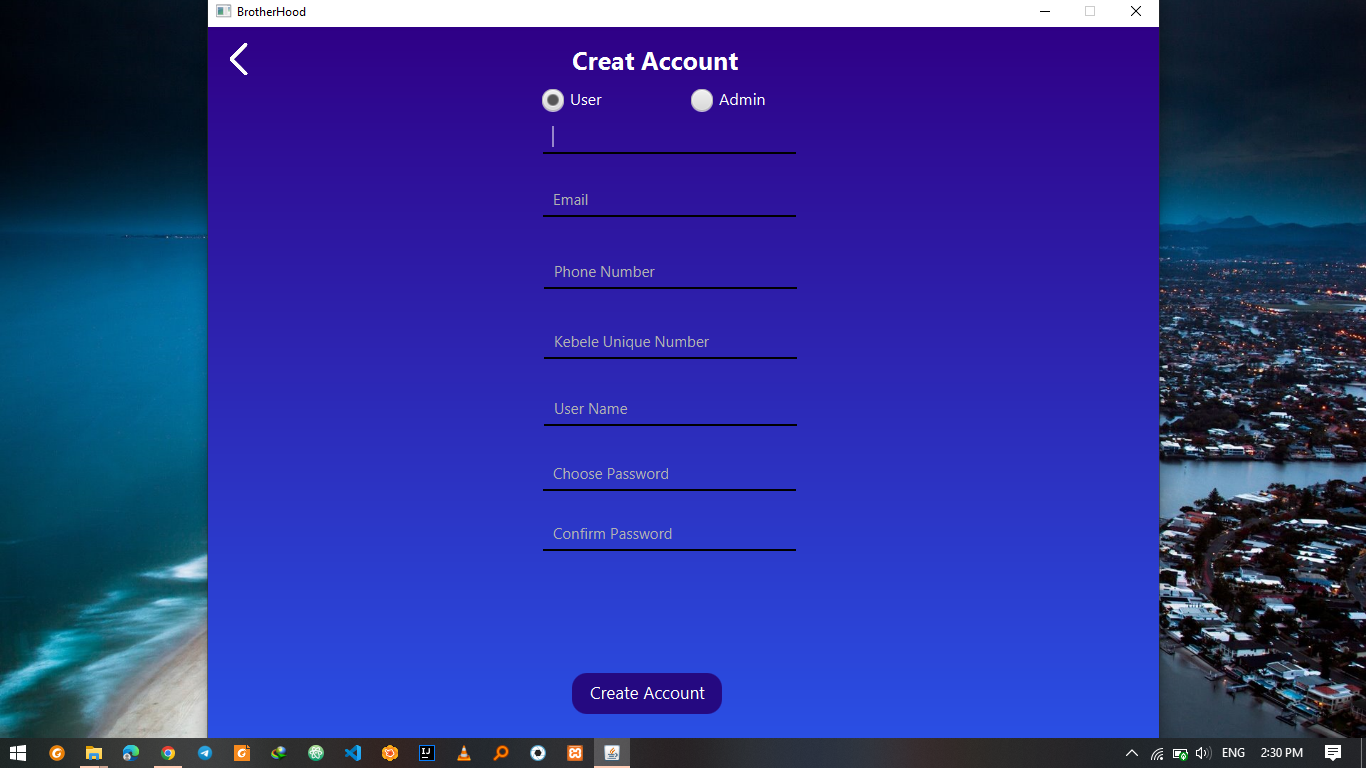 BrotherHood
Creat Account
User Admin
Email
Phone Number
Kebele Unique Number
User Name
Choose Password
Confirm Password
Create Account
ENG 2:30 PM